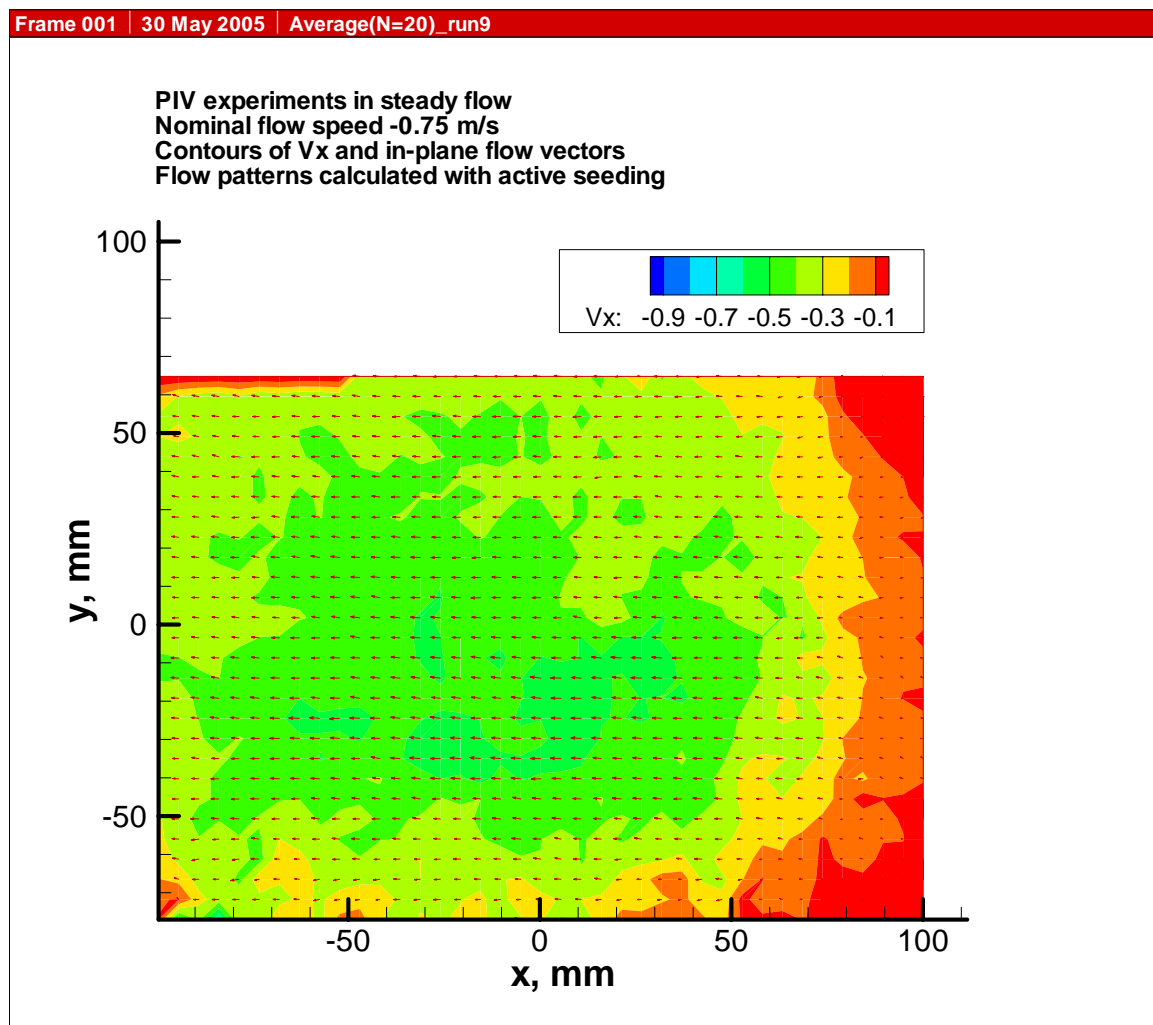 Frame 001 | 30 May 2005 | Average(N=20)_run9
PIV experiments in steady flow
Nominal flow speed -0.75 m/s
Contours of Vx and in-plane flow vectors
Flow patterns calculated with active seeding
100
Vx: -0.9 -0.7 -0.5 -0.3 -0.1
50
y, mm
0
-50
-50 0 50 100
x, mm